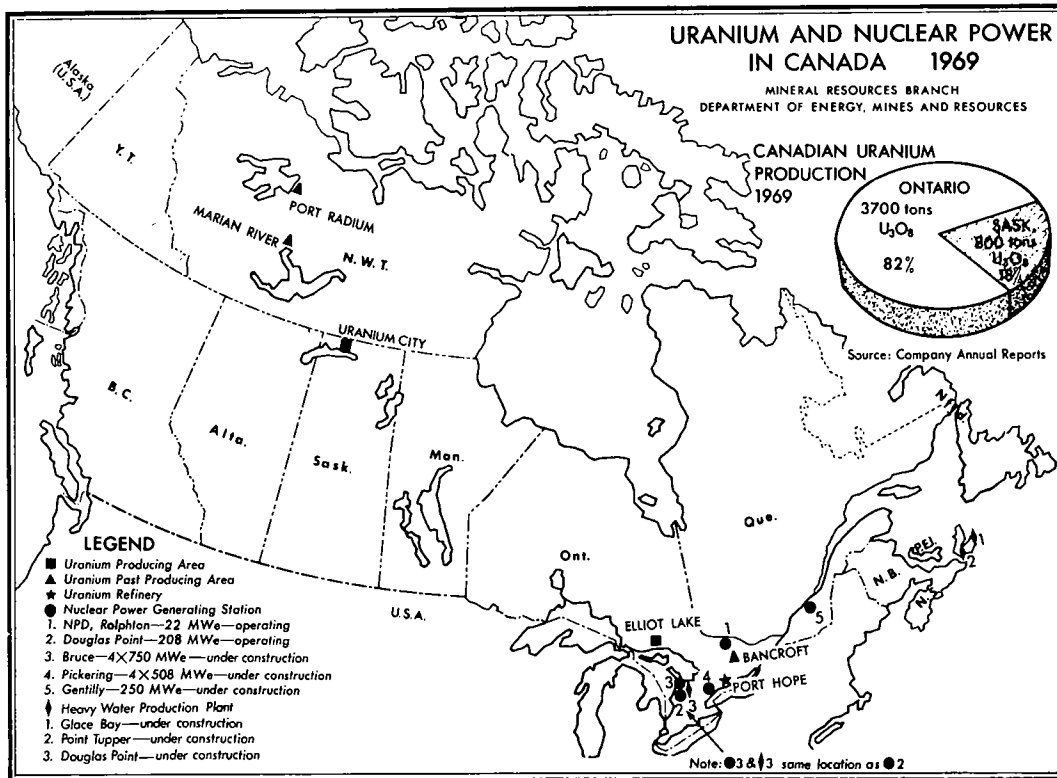 URANIUM AND NUCLEAR POWER
IN CANADA 1969
MINERAL RESOURCES BRANCH
DEPARTMENT OF ENERGY, MINES AND RESOURCES
CANADIAN URANIUM
PRODUCTION
1969
ONTARIO
3700 tons
U₃O₈
82%
SASK.
800 tons
U₃O₈
18%
Source: Company Annual Reports
Alaska
(U.S.A.)
Y.T.
PORT RADIUM
MARIAN RIVER
N.W.T.
URANIUM CITY
B.C.
Alta.
Sask.
Man.
Ont.
Que.
Nfld.
P.E.I.
N.B.
N.
1
2
U.S.A.
ELLIOT LAKE
1
5
BANCROFT
3
4
PORT HOPE
2
3
Note: ●3 & ⧫3 same location as ●2
LEGEND
■ Uranium Producing Area
▲ Uranium Past Producing Area
★ Uranium Refinery
● Nuclear Power Generating Station
1. NPD, Rolphton—22 MWe—operating
2. Douglas Point—208 MWe—operating
3. Bruce—4X750 MWe—under construction
4. Pickering—4X508 MWe—under construction
5. Gentilly—250 MWe—under construction
⧫ Heavy Water Production Plant
1. Glace Bay—under construction
2. Point Tupper—under construction
3. Douglas Point—under construction